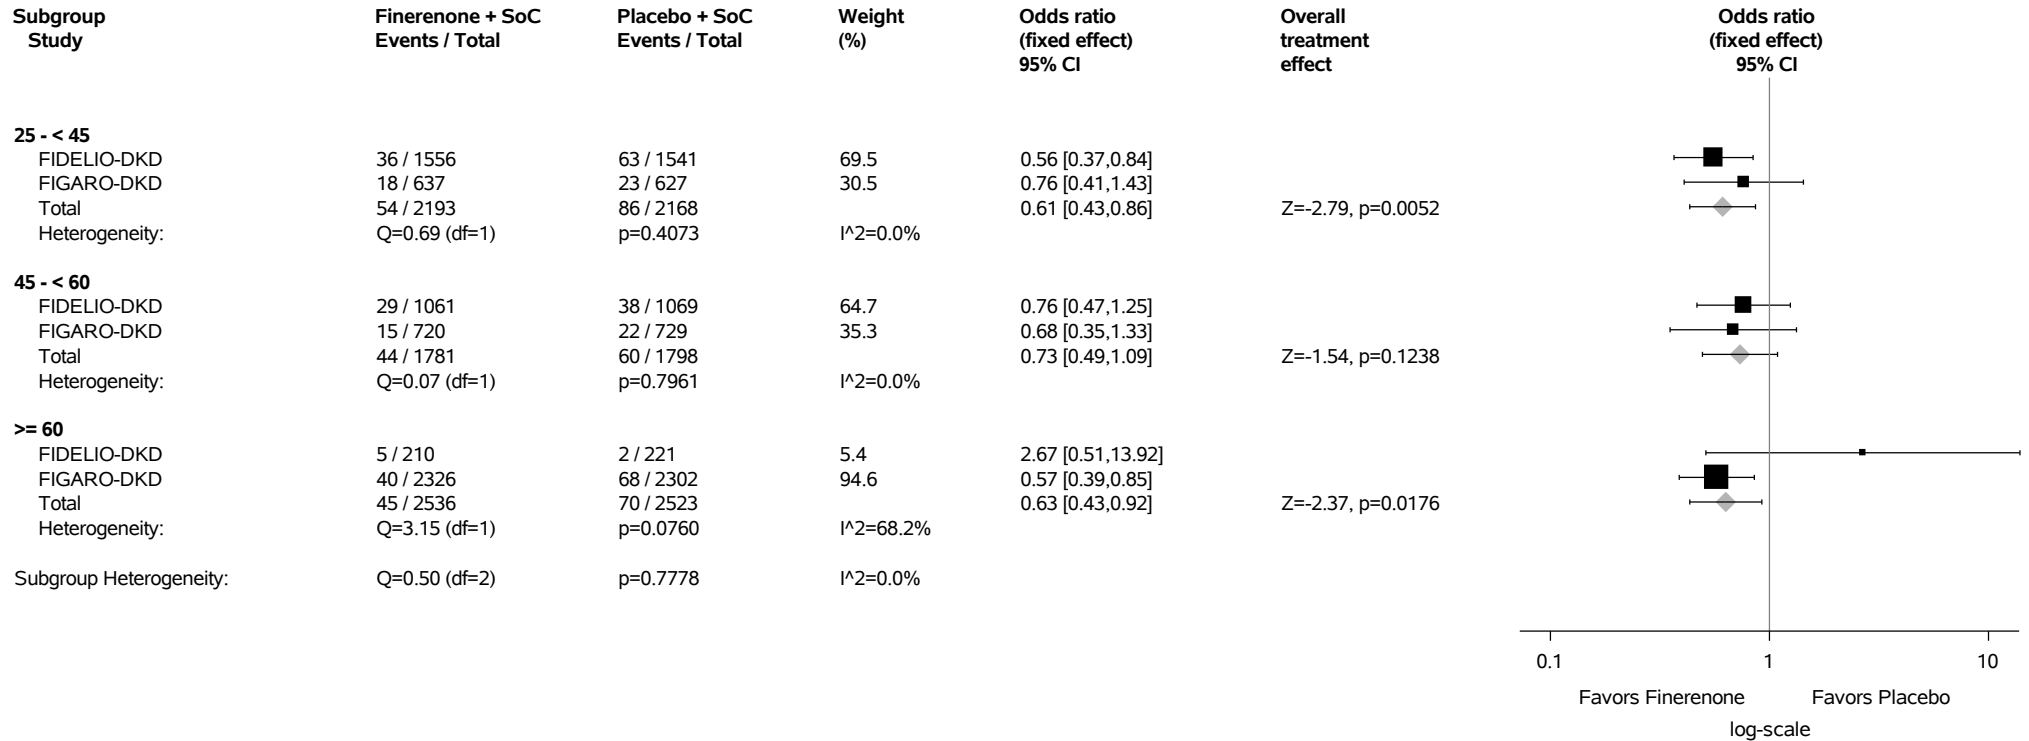 Subgroup Finerenone + SoC Placebo + SoC Weight Odds ratio Overall Odds ratio
Study Events / Total Events / Total (%) (fixed effect) treatment (fixed effect)
95% CI effect 95% CI
25 - < 45
FIDELIO-DKD 36 / 1556 63 / 1541 69.5 0.56 [0.37,0.84]
FIGARO-DKD 18 / 637 23 / 627 30.5 0.76 [0.41,1.43]
Total 54 / 2193 86 / 2168 0.61 [0.43,0.86] Z=-2.79, p=0.0052
Heterogeneity: Q=0.69 (df=1) p=0.4073 I^2=0.0%
45 - < 60
FIDELIO-DKD 29 / 1061 38 / 1069 64.7 0.76 [0.47,1.25]
FIGARO-DKD 15 / 720 22 / 729 35.3 0.68 [0.35,1.33]
Total 44 / 1781 60 / 1798 0.73 [0.49,1.09] Z=-1.54, p=0.1238
Heterogeneity: Q=0.07 (df=1) p=0.7961 I^2=0.0%
>= 60
FIDELIO-DKD 5 / 210 2 / 221 5.4 2.67 [0.51,13.92]
FIGARO-DKD 40 / 2326 68 / 2302 94.6 0.57 [0.39,0.85]
Total 45 / 2536 70 / 2523 0.63 [0.43,0.92] Z=-2.37, p=0.0176
Heterogeneity: Q=3.15 (df=1) p=0.0760 I^2=68.2%
Subgroup Heterogeneity: Q=0.50 (df=2) p=0.7778 I^2=0.0%
0.1 1 10
Favors Finerenone Favors Placebo
log-scale